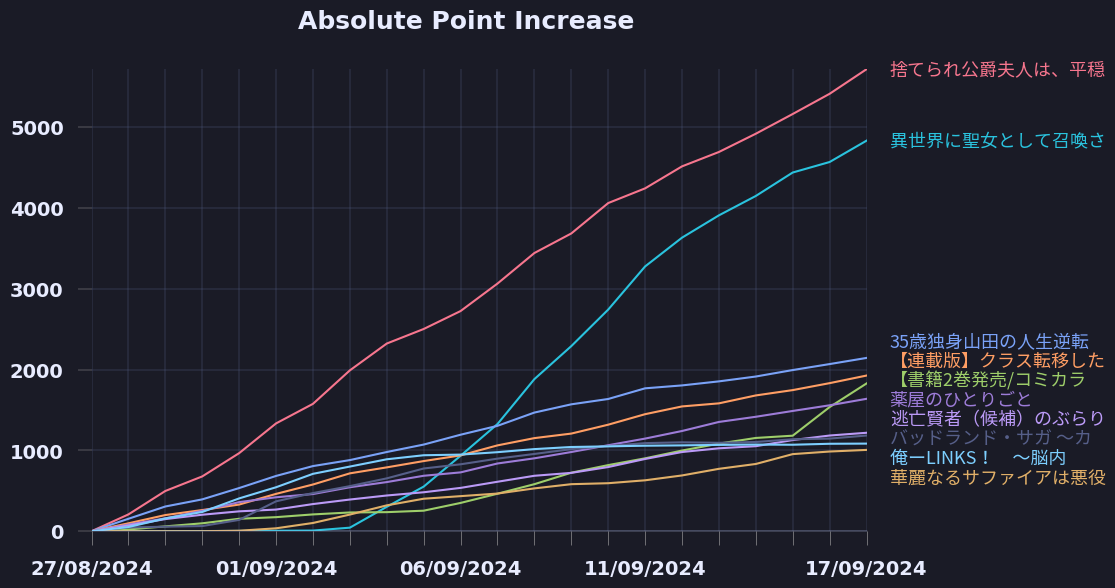 Absolute Point Increase
捨てられ公爵夫人は、平穏
5000
異世界に聖女として召喚さ
4000
3000
35歳独身山田の人生逆転
2000
【連載版】クラス転移した
【書籍2巻発売/コミカラ
薬屋のひとりごと
逃亡賢者（候補）のぶらり
バッドランド・サガ ～カ
1000
俺ーLINKS！　～脳内
華麗なるサファイアは悪役
0
27/08/2024 01/09/2024 06/09/2024 11/09/2024 17/09/2024